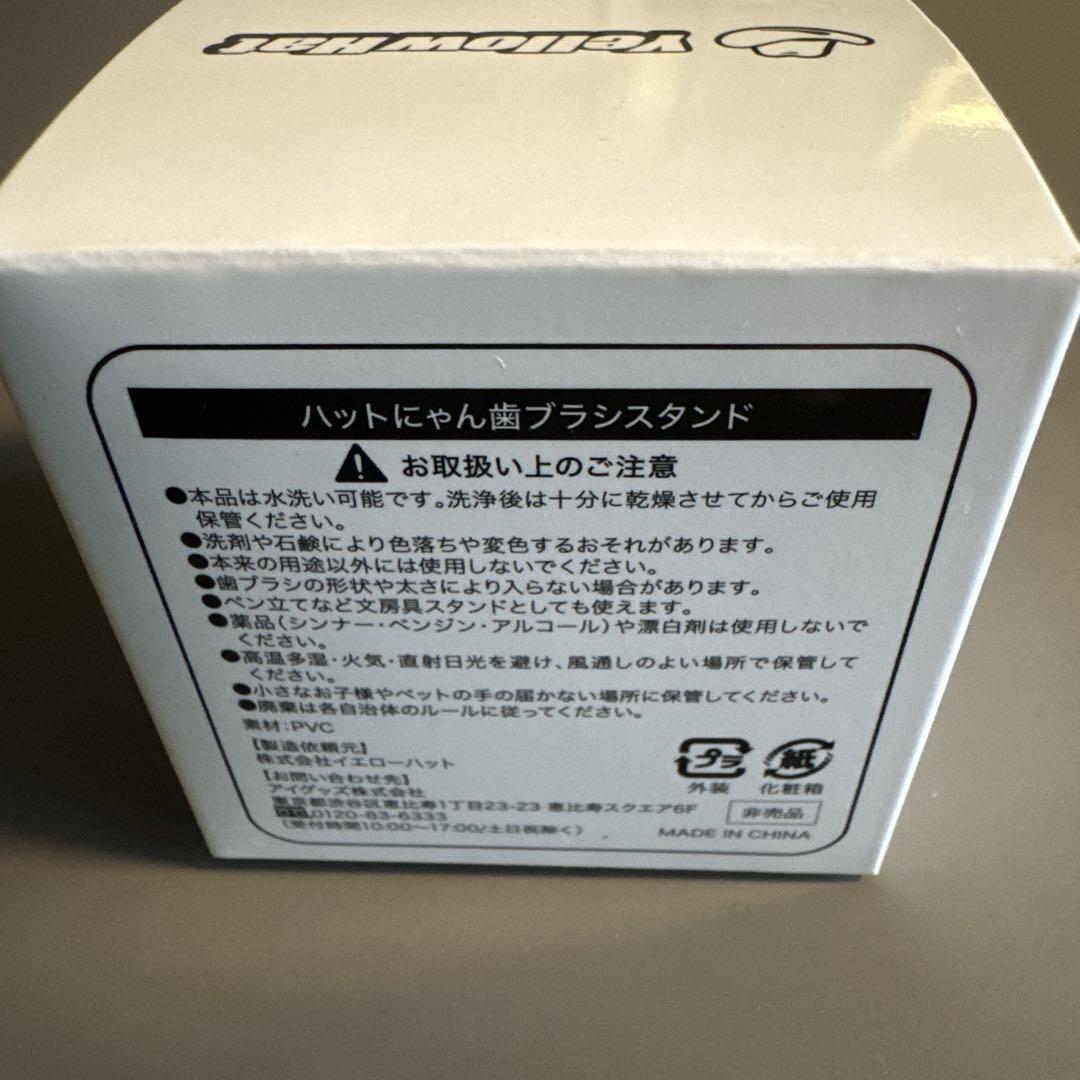 YellowHat
ハットにゃん歯ブラシスタンド
お取扱い上のご注意
●本品は水洗い可能です。洗浄後は十分に乾燥させてからご使用
保管ください。
●洗剤や石鹸により色落ちや変色するおそれがあります。
●本来の用途以外には使用しないでください。
●歯ブラシの形状や太さにより入らない場合があります。
●ペン立てなど文房具スタンドとしても使えます。
●薬品(シンナー・ベンジン・アルコール)や漂白剤は使用しないで
ください。
●高温多湿・火気・直射日光を避け、風通しのよい場所で保管して
ください。
●小さなお子様やペットの手の届かない場所に保管してください。
●廃棄は各自治体のルールに従ってください。
素材:PVC
【製造依頼元】
株式会社イエローハット
【お問い合わせ先】
アイグッズ株式会社
東京都渋谷区恵比寿1丁目23-23 恵比寿スクエア6F
0120-83-6333
(受付時間10:00〜17:00/土日祝除く)
プラ
外装
紙
化粧箱
非売品
MADE IN CHINA